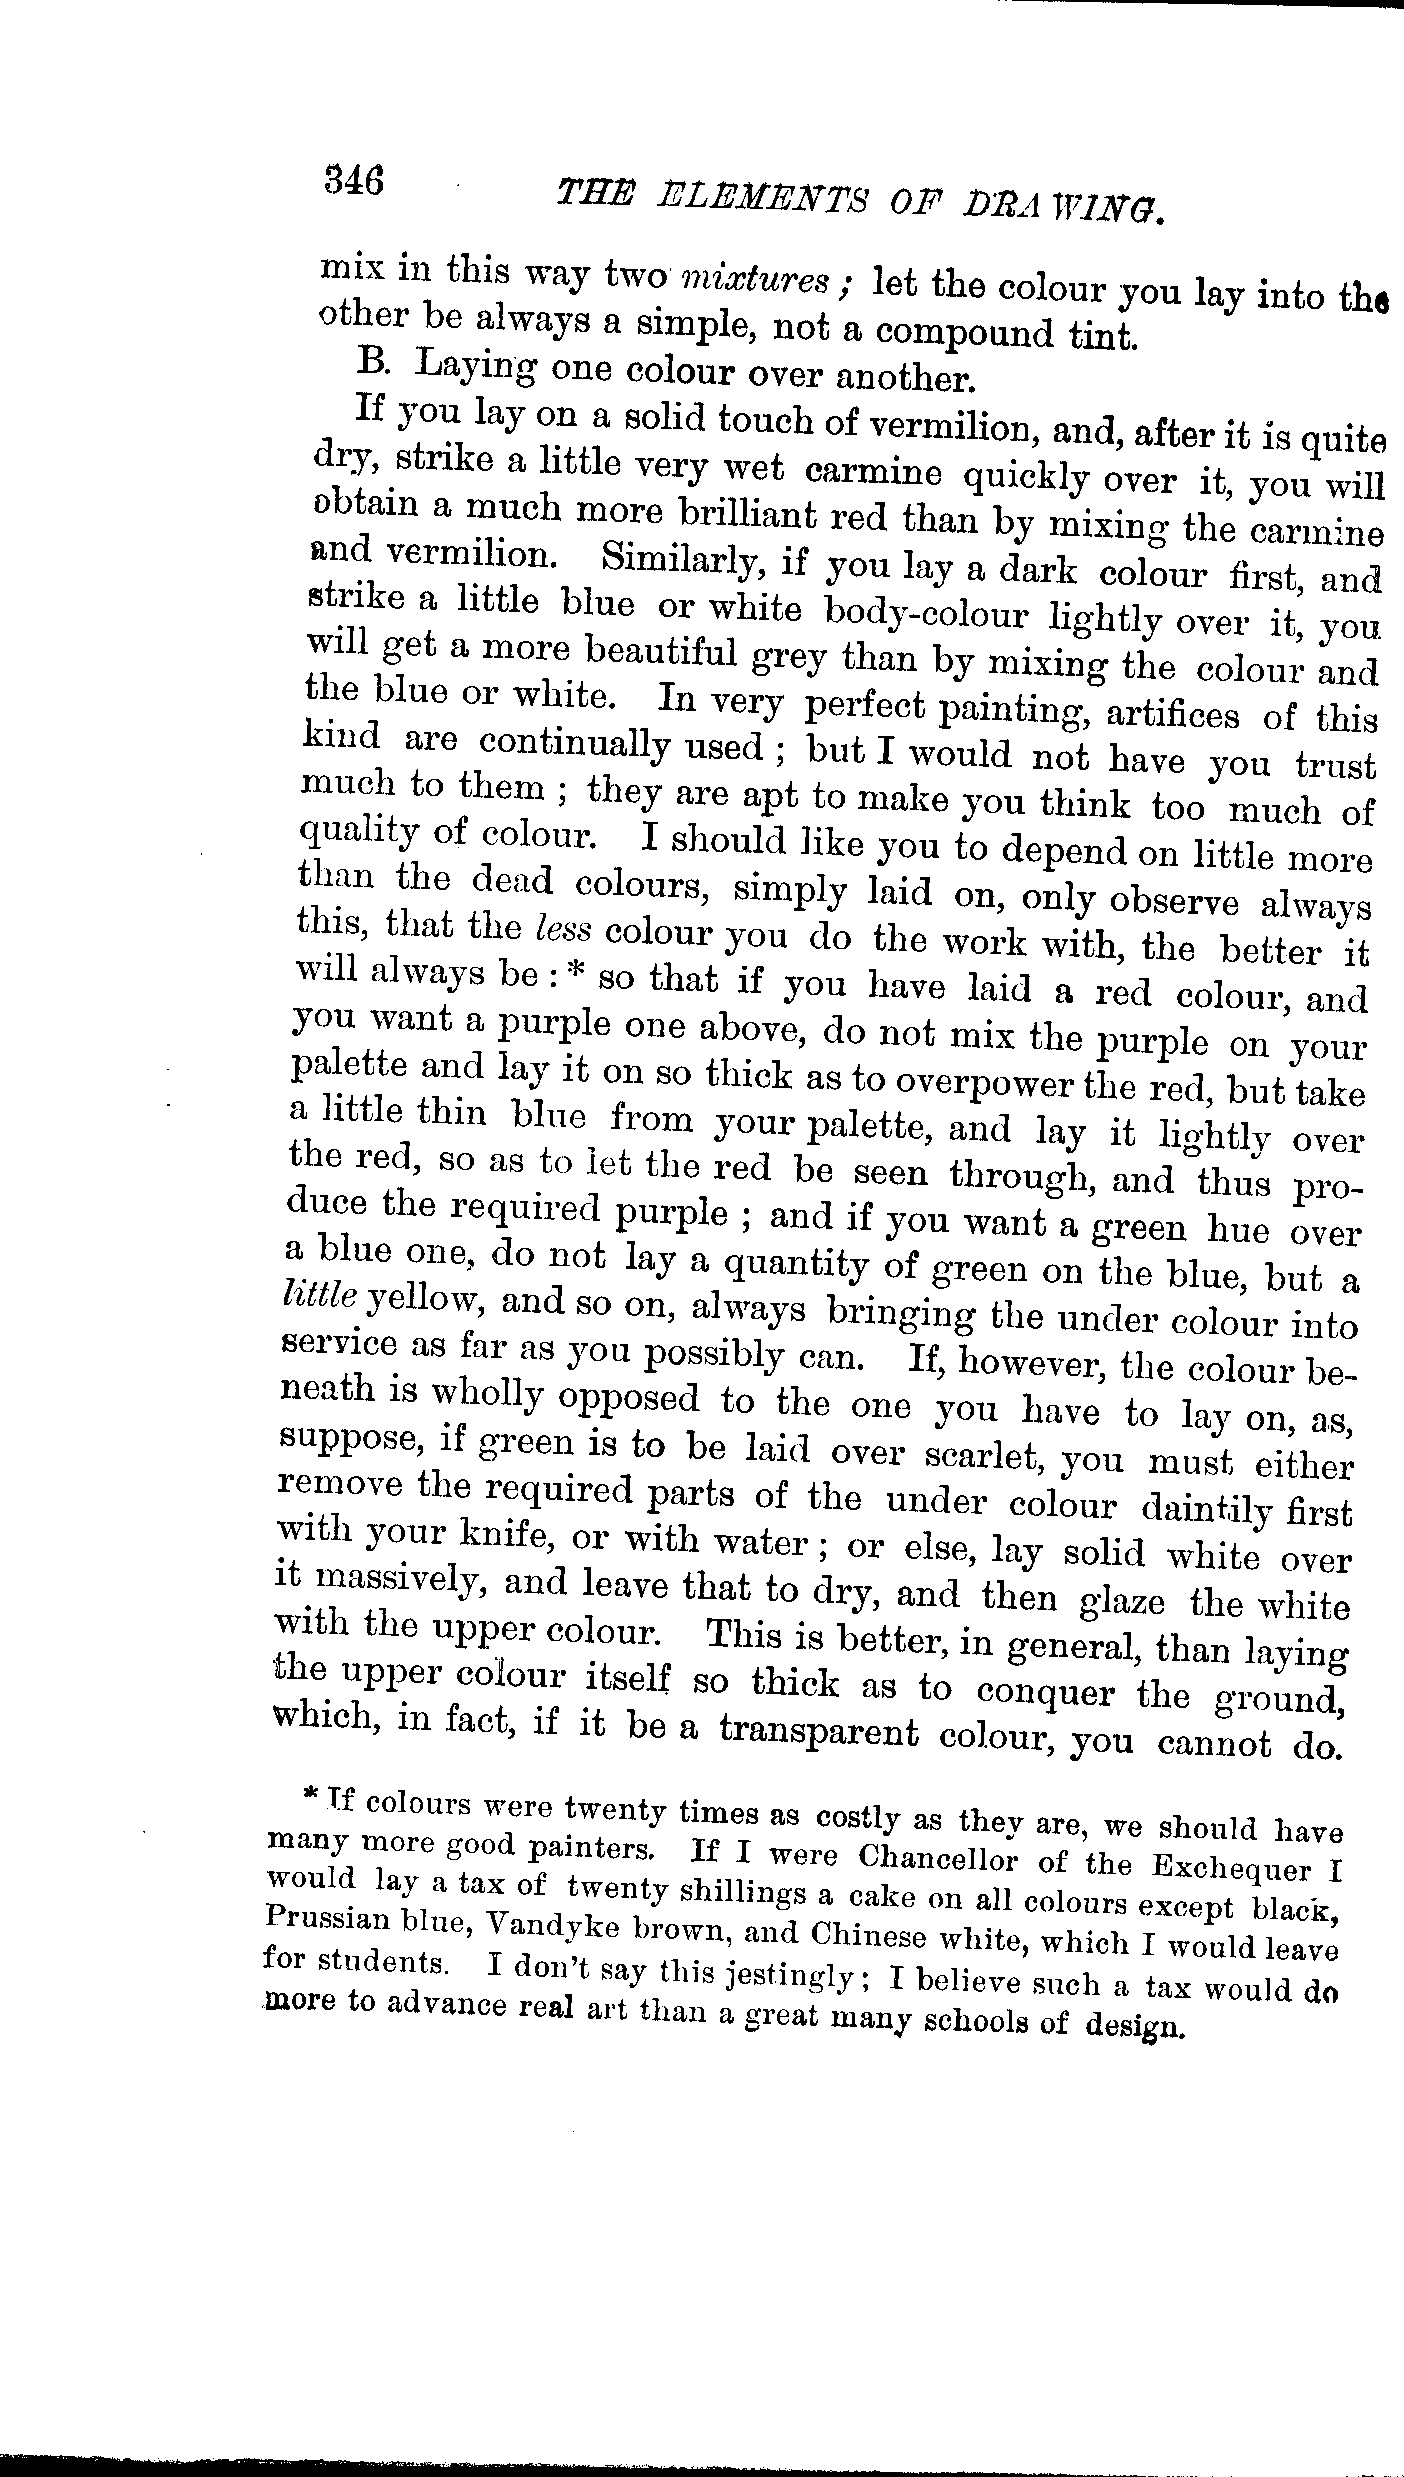 346 THE ELEMENTS OF DRAWING.
mix in this way two mixtures; let the colour you lay into the
other be always a simple, not a compound tint.
B. Laying one colour over another.
If you lay on a solid touch of vermilion, and, after it is quite
dry, strike a little very wet carmine quickly over it, you will
obtain a much more brilliant red than by mixing the carmine
and vermilion. Similarly, if you lay a dark colour first, and
strike a little blue or white body-colour lightly over it, you
will get a more beautiful grey than by mixing the colour and
the blue or white. In very perfect painting, artifices of this
kind are continually used ; but I would not have you trust
much to them ; they are apt to make you think too much of
quality of colour. I should like you to depend on little more
than the dead colours, simply laid on, only observe always
this, that the less colour you do the work with, the better it
will always be :* so that if you have laid a red colour, and
you want a purple one above, do not mix the purple on your
palette and lay it on so thick as to overpower the red, but take
a little thin blue from your palette, and lay it lightly over
the red, so as to let the red be seen through, and thus pro-
duce the required purple ; and if you want a green hue over
a blue one, do not lay a quantity of green on the blue, but a
little yellow, and so on, always bringing the under colour into
service as far as you possibly can. If, however, the colour be-
neath is wholly opposed to the one you have to lay on, as,
suppose, if green is to be laid over scarlet, you must either
remove the required parts of the under colour daintily first
with your knife, or with water ; or else, lay solid white over
it massively, and leave that to dry, and then glaze the white
with the upper colour. This is better, in general, than laying
the upper colour itself so thick as to conquer the ground,
which, in fact, if it be a transparent colour, you cannot do.
* If colours were twenty times as costly as they are, we should have
many more good painters. If I were Chancellor of the Exchequer I
would lay a tax of twenty shillings a cake on all colours except black,
Prussian blue, Vandyke brown, and Chinese white, which I would leave
for students. I don't say this jestingly ; I believe such a tax would do
more to advance real art than a great many schools of design.